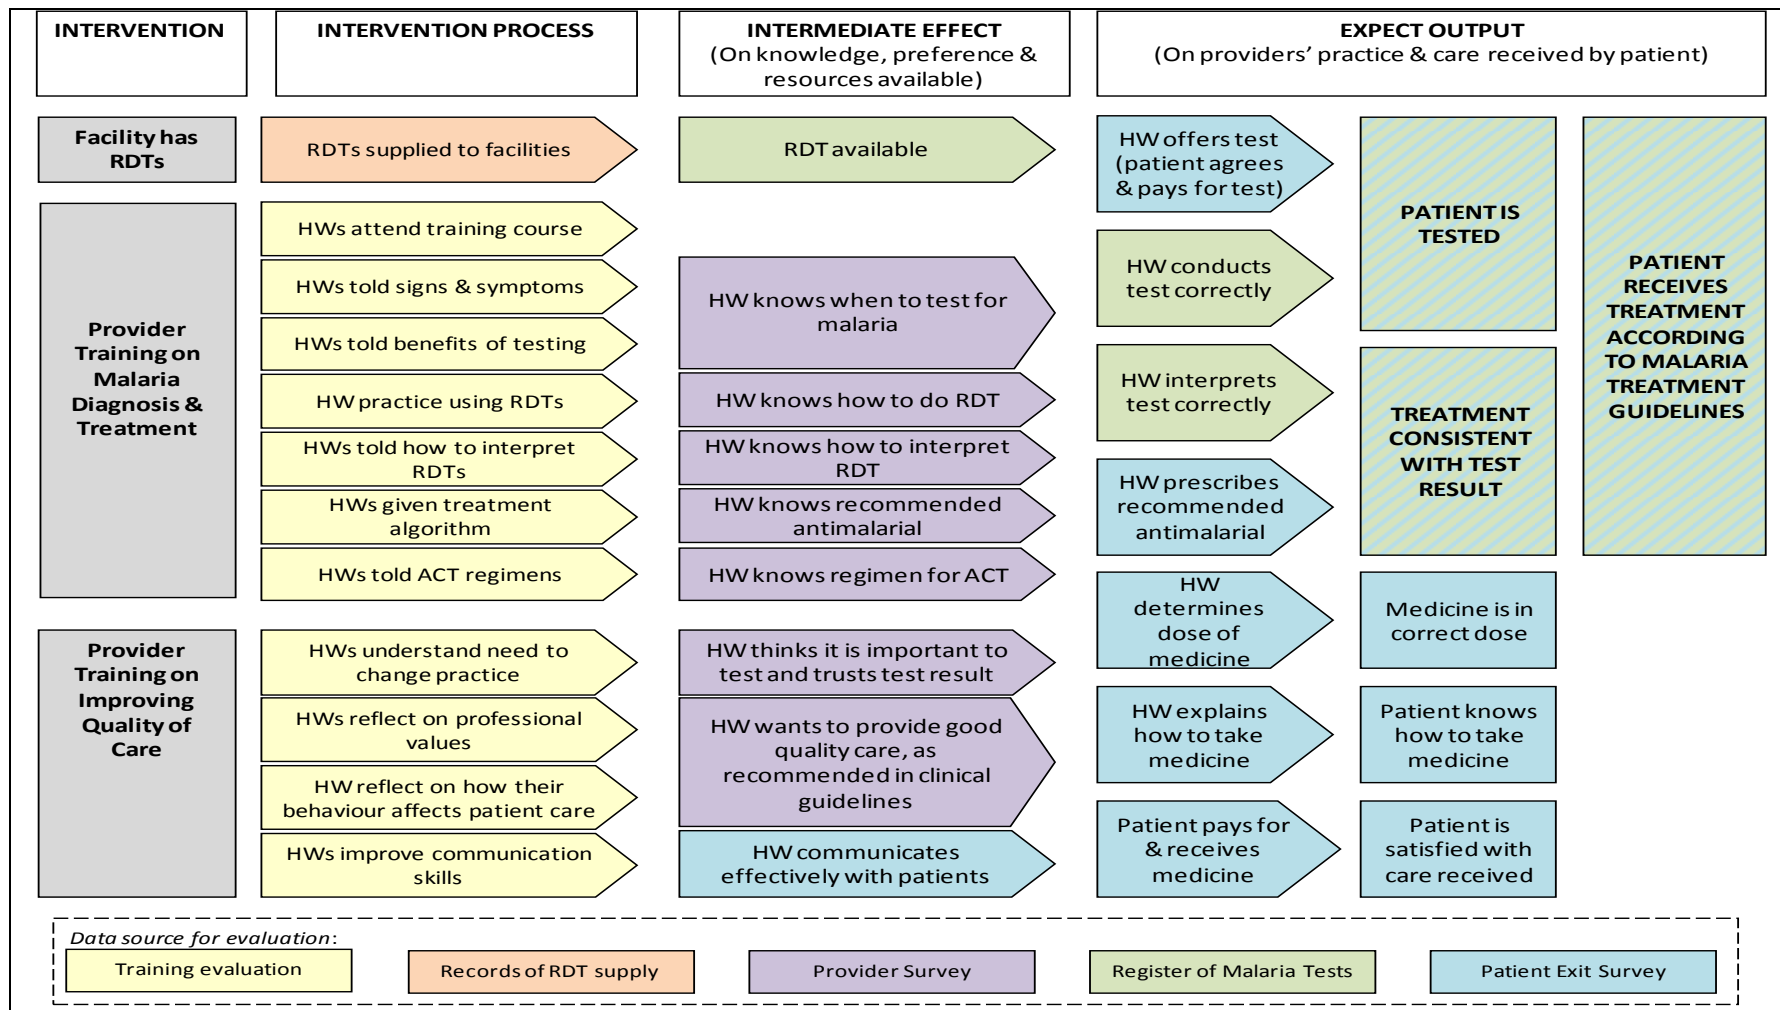 INTERVENTION
INTERVENTION PROCESS
INTERMEDIATE EFFECT
(On knowledge, preference &
resources available)
EXPECT OUTPUT
(On providers' practice & care received by patient)
Facility has
RDTs
RDTs supplied to facilities
RDT available
HW offers test
(patient agrees
& pays for test)
PATIENT IS
TESTED
PATIENT
RECEIVES
TREATMENT
ACCORDING
TO MALARIA
TREATMENT
GUIDELINES
Provider
Training on
Malaria
Diagnosis &
Treatment
HWs attend training course
HWs told signs & symptoms
HWs told benefits of testing
HW practice using RDTs
HWs told how to interpret
RDTs
HWs given treatment
algorithm
HWs told ACT regimens
HW knows when to test for
malaria
HW knows how to do RDT
HW knows how to interpret
RDT
HW knows recommended
antimalarial
HW knows regimen for ACT
HW conducts
test correctly
HW interprets
test correctly
HW prescribes
recommended
antimalarial
TREATMENT
CONSISTENT
WITH TEST
RESULT
HW
determines
dose of
medicine
Medicine is in
correct dose
Provider
Training on
Improving
Quality of
Care
HWs understand need to
change practice
HWs reflect on professional
values
HW reflect on how their
behaviour affects patient care
HWs improve communication
skills
HW thinks it is important to
test and trusts test result
HW wants to provide good
quality care, as
recommended in clinical
guidelines
HW communicates
effectively with patients
HW explains
how to take
medicine
Patient knows
how to take
medicine
Patient pays for
& receives
medicine
Patient is
satisfied with
care received
Data source for evaluation:
Training evaluation
Records of RDT supply
Provider Survey
Register of Malaria Tests
Patient Exit Survey